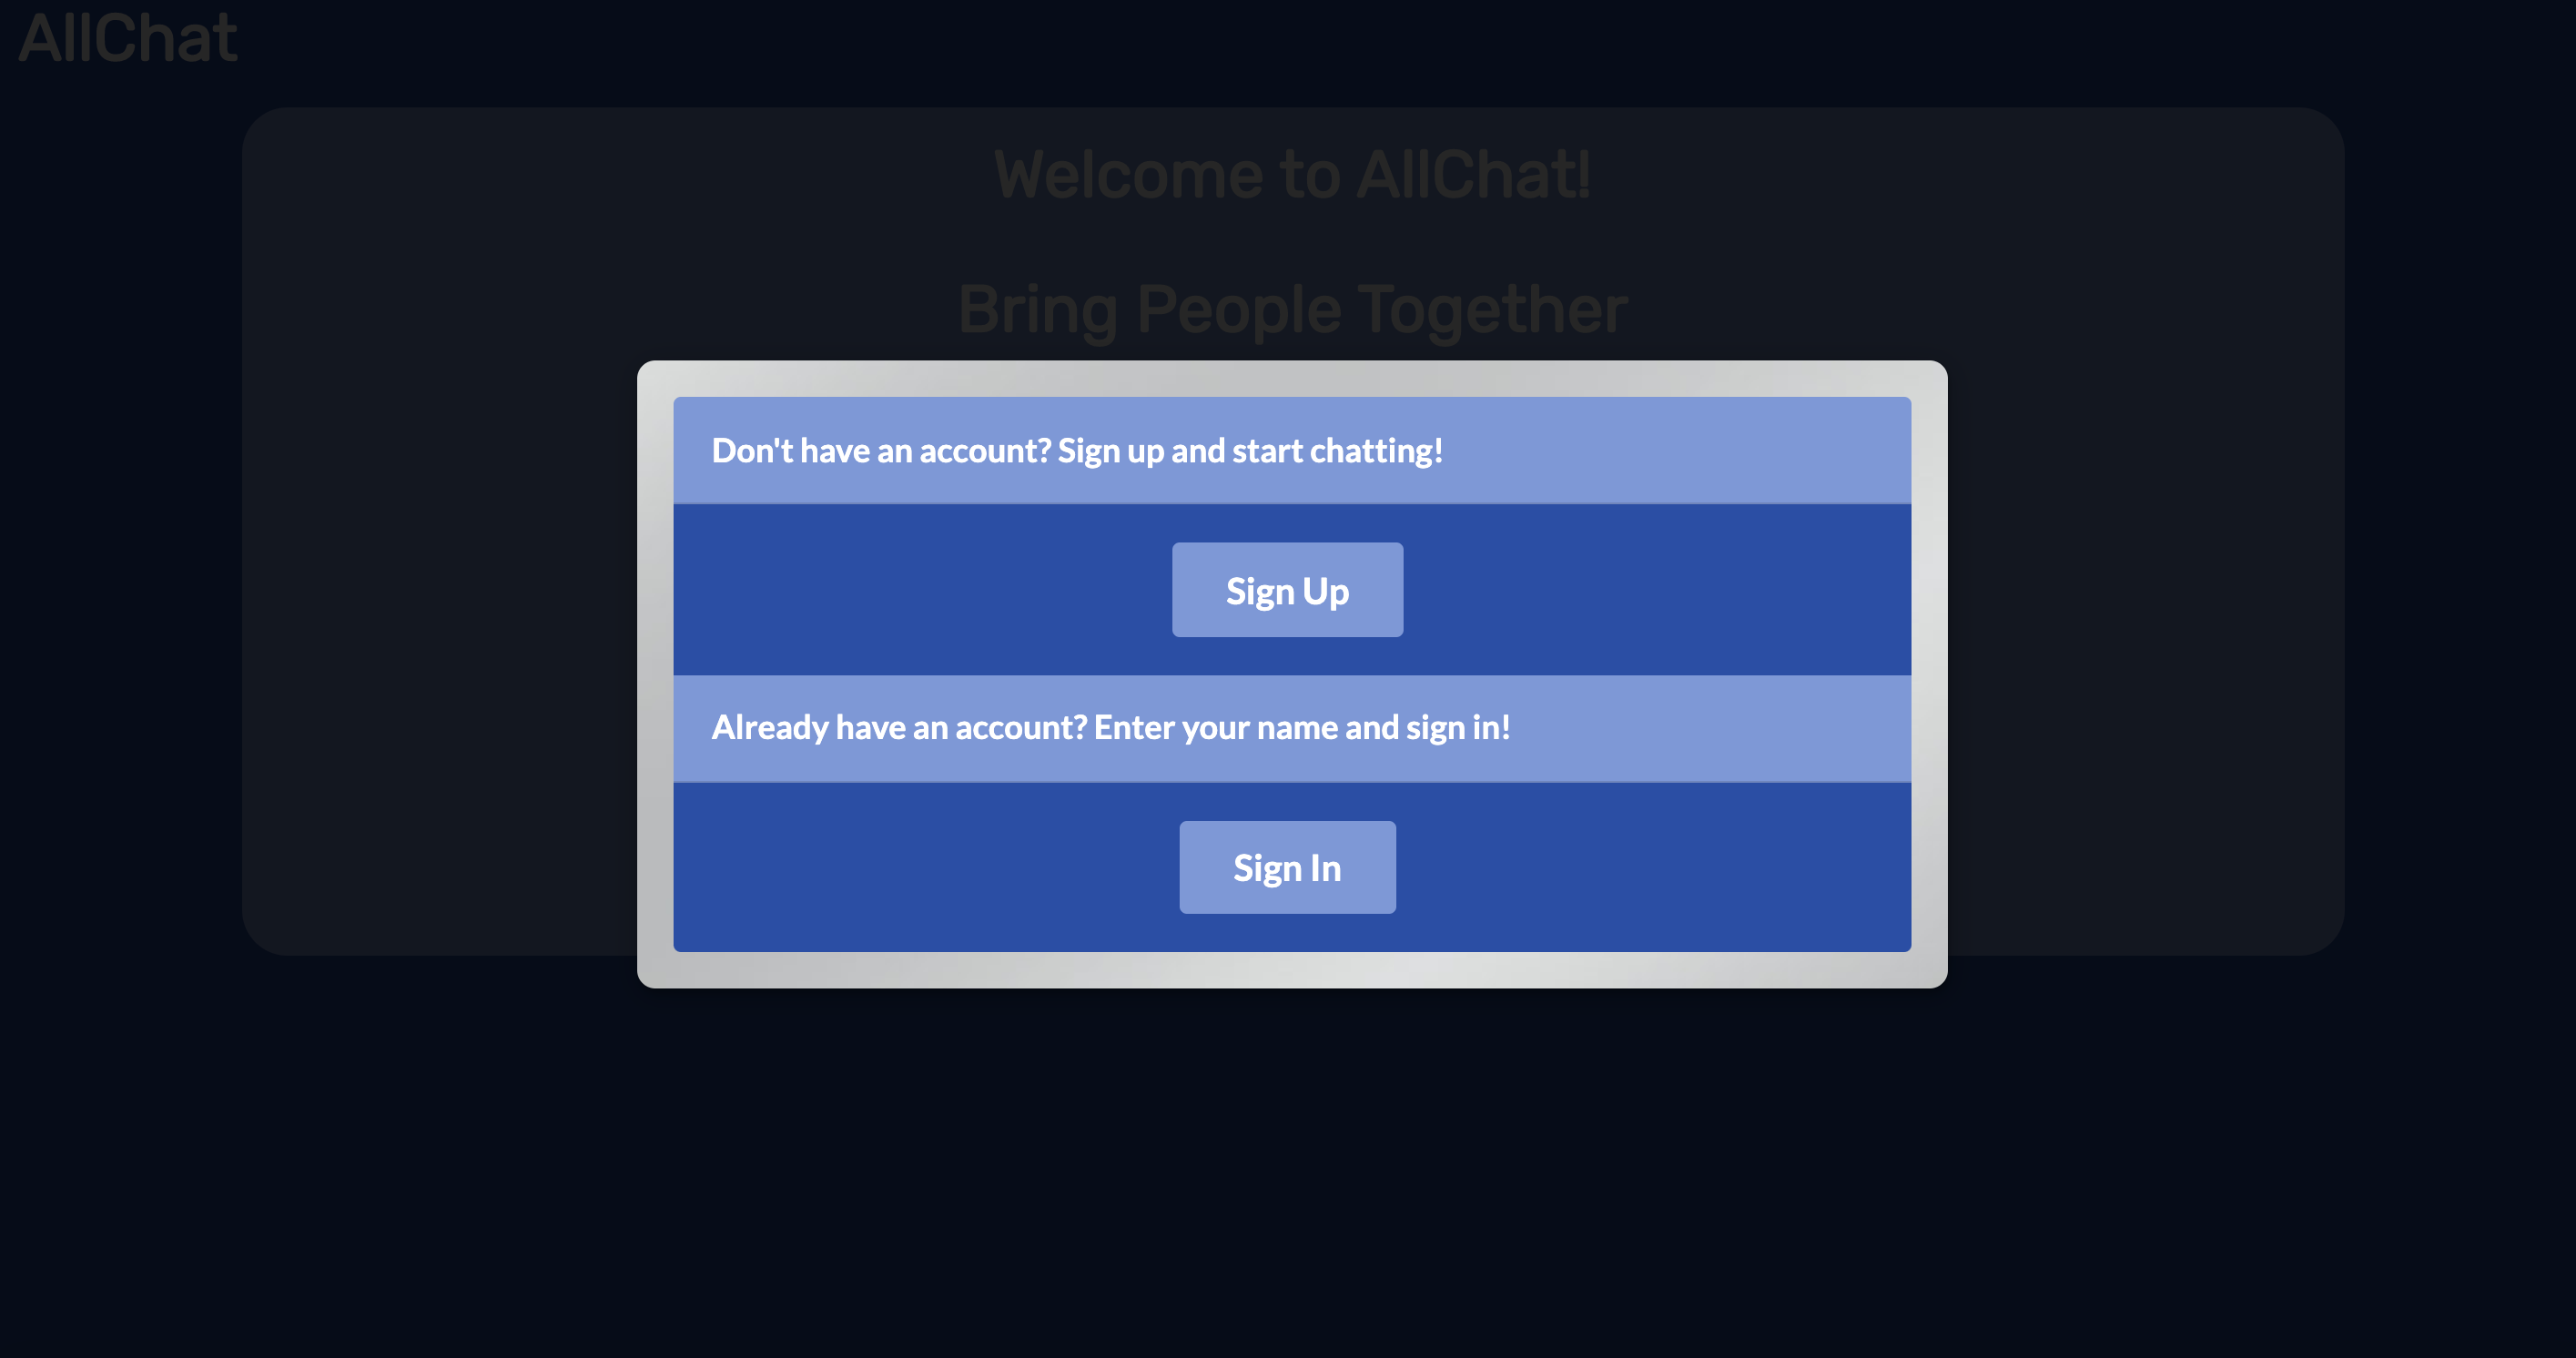 AllChat
Welcome to AllChat!
Bring People Together
Don't have an account? Sign up and start chatting!
Sign Up
Already have an account? Enter your name and sign in!
Sign In